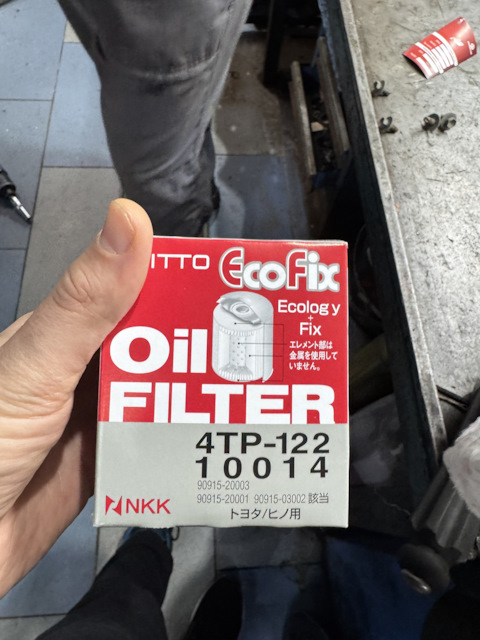 ITTO EcoFix
Ecology
+
Fix
エレメント部は
金属を使用して
いません。
Oil
FILTER
4TP-122
10014
90915-20003
90915-20001 90915-03002 該当
NKK
トヨタ/ヒノ用